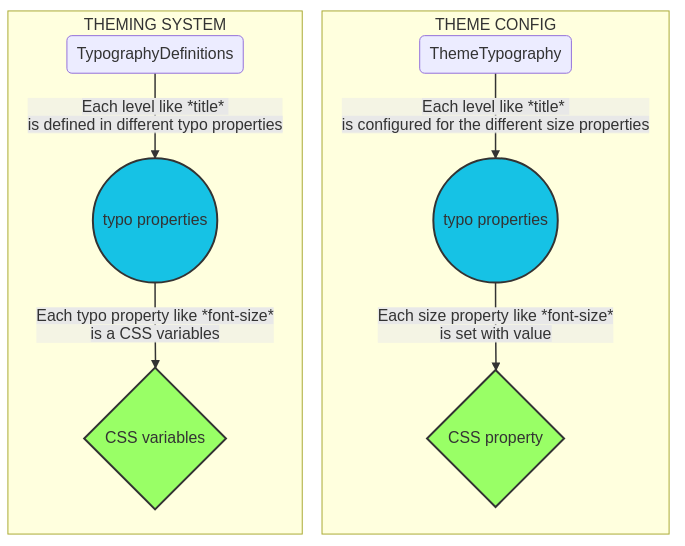 THEMING SYSTEM
TypographyDefinitions
Each level like *title*
is defined in different typo properties
typo properties
Each typo property like *font-size*
is a CSS variables
CSS variables
THEME CONFIG
ThemeTypography
Each level like *title*
is configured for the different size properties
typo properties
Each size property like *font-size*
is set with value
CSS property